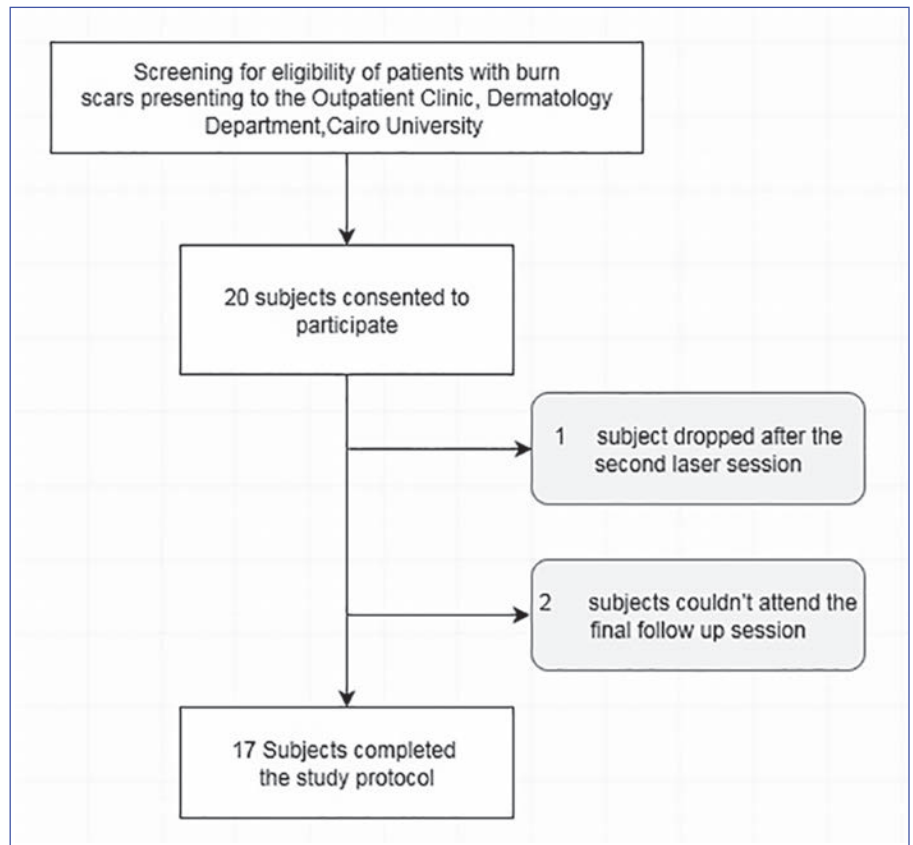 Screening for eligibility of patients with burn
scars presenting to the Outpatient Clinic, Dermatology
Department,Cairo University
20 subjects consented to
participate
1 subject dropped after the
second laser session
2 subjects couldn't attend the
final follow up session
17 Subjects completed
the study protocol